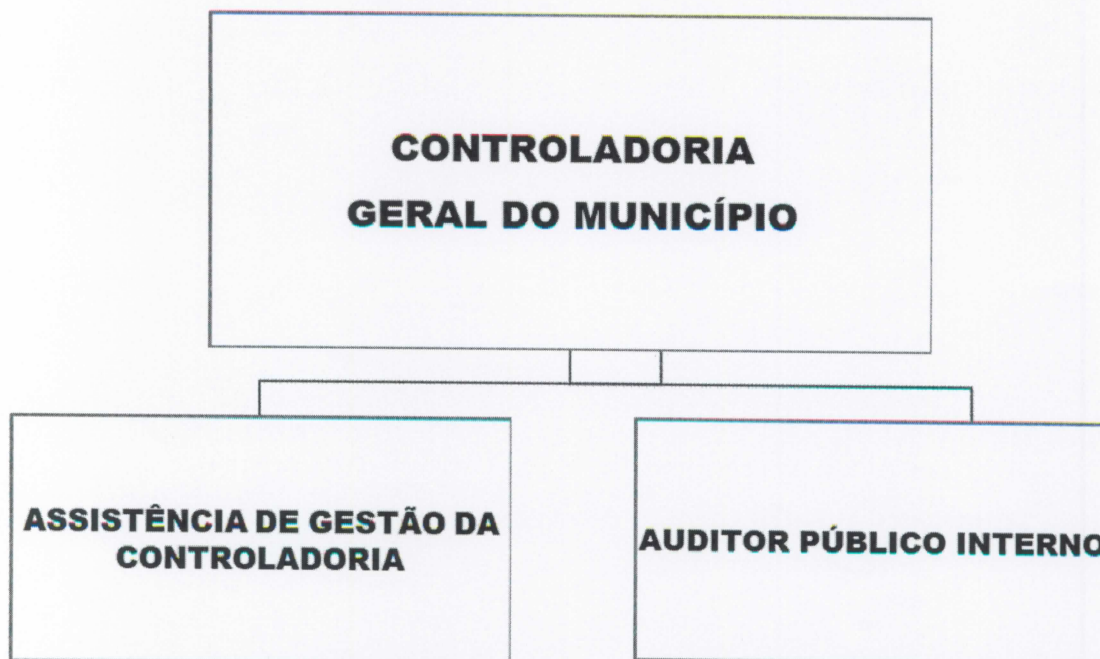 CONTROLADORIA
GERAL DO MUNICÍPIO
ASSISTÊNCIA DE GESTÃO DA
CONTROLADORIA
AUDITOR PÚBLICO INTERNO